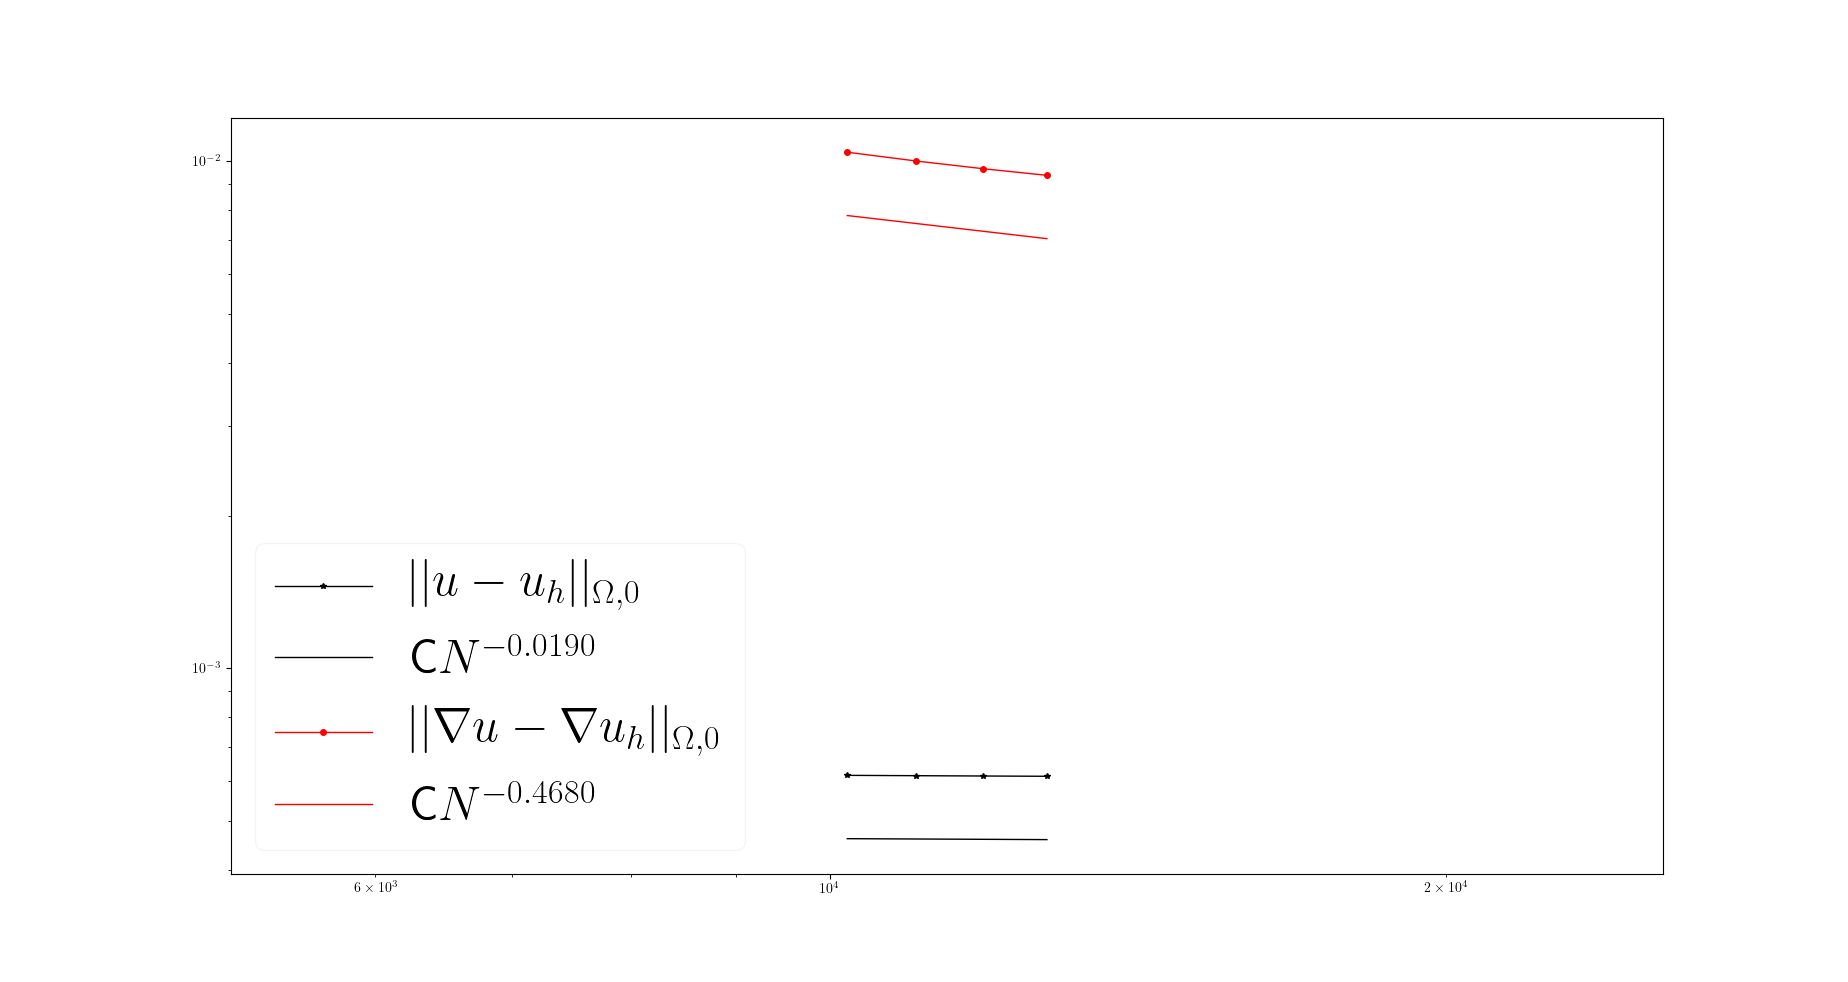 10^{-2}
10^{-3}
||u − u_h||_{Ω,0}
CN^{−0.0190}
||∇u − ∇u_h||_{Ω,0}
CN^{−0.4680}
6 × 10^3
10^4
2 × 10^4